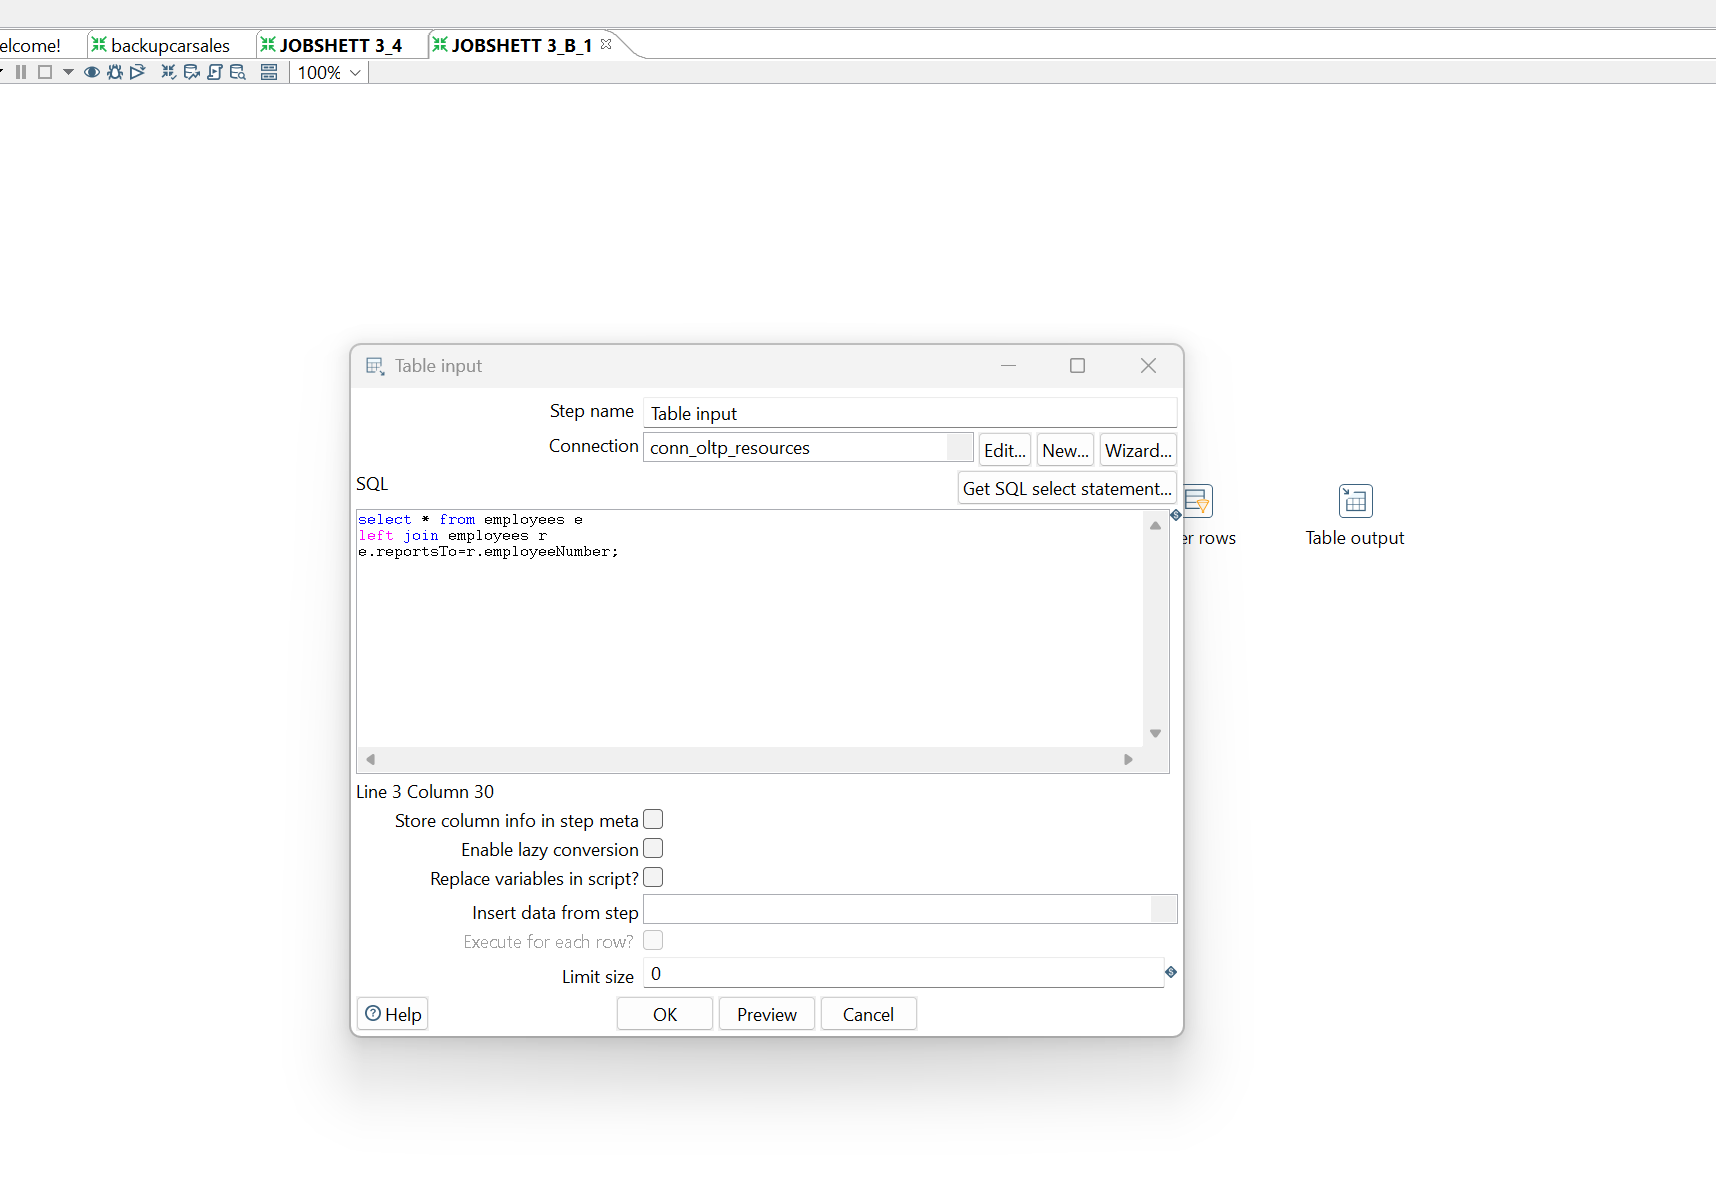 elcome!
backupcarsales
JOBSHETT 3_4
JOBSHETT 3_B_1
100%
Table input
Step name
Table input
Connection
conn_oltp_resources
Edit...
New...
Wizard...
SQL
Get SQL select statement...
select * from employees e
left join employees r
e.reportsTo=r.employeeNumber;
er rows
Table output
Line 3 Column 30
Store column info in step meta
Enable lazy conversion
Replace variables in script?
Insert data from step
Execute for each row?
Limit size
0
Help
OK
Preview
Cancel